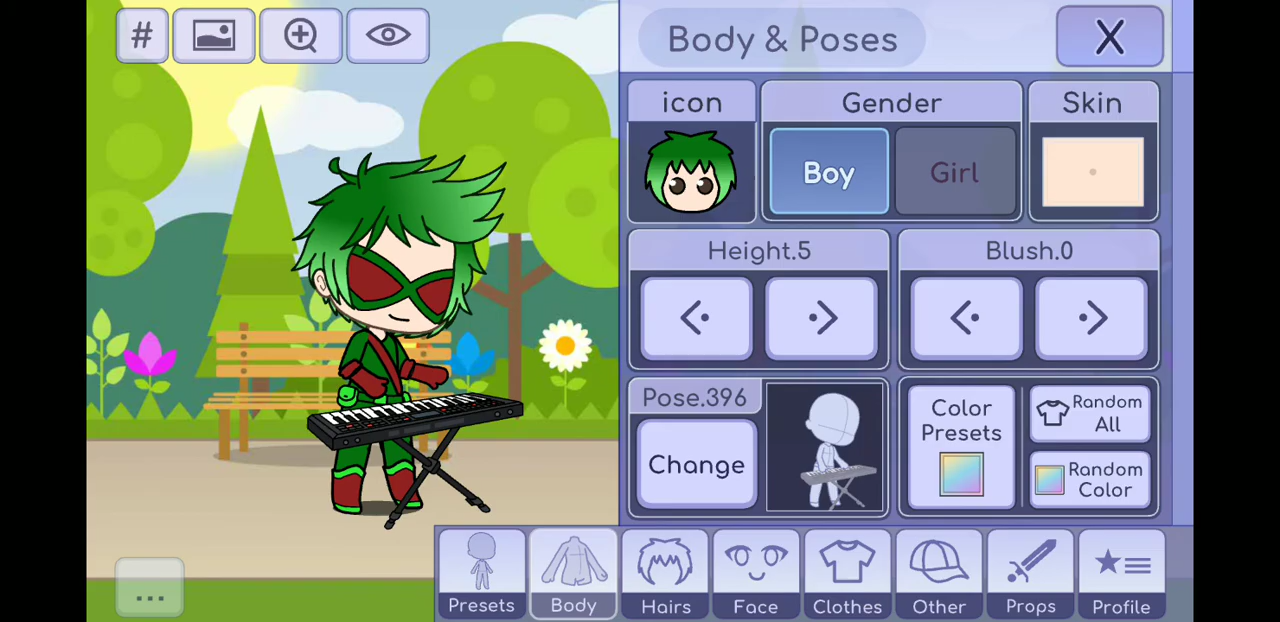 #
Body & Poses
X
icon
Gender
Skin
Boy
Girl
Height.5
Blush.0
Pose.396
Change
Color
Presets
Random
All
Random
Color
...
Presets
Body
Hairs
Face
Clothes
Other
Props
Profile